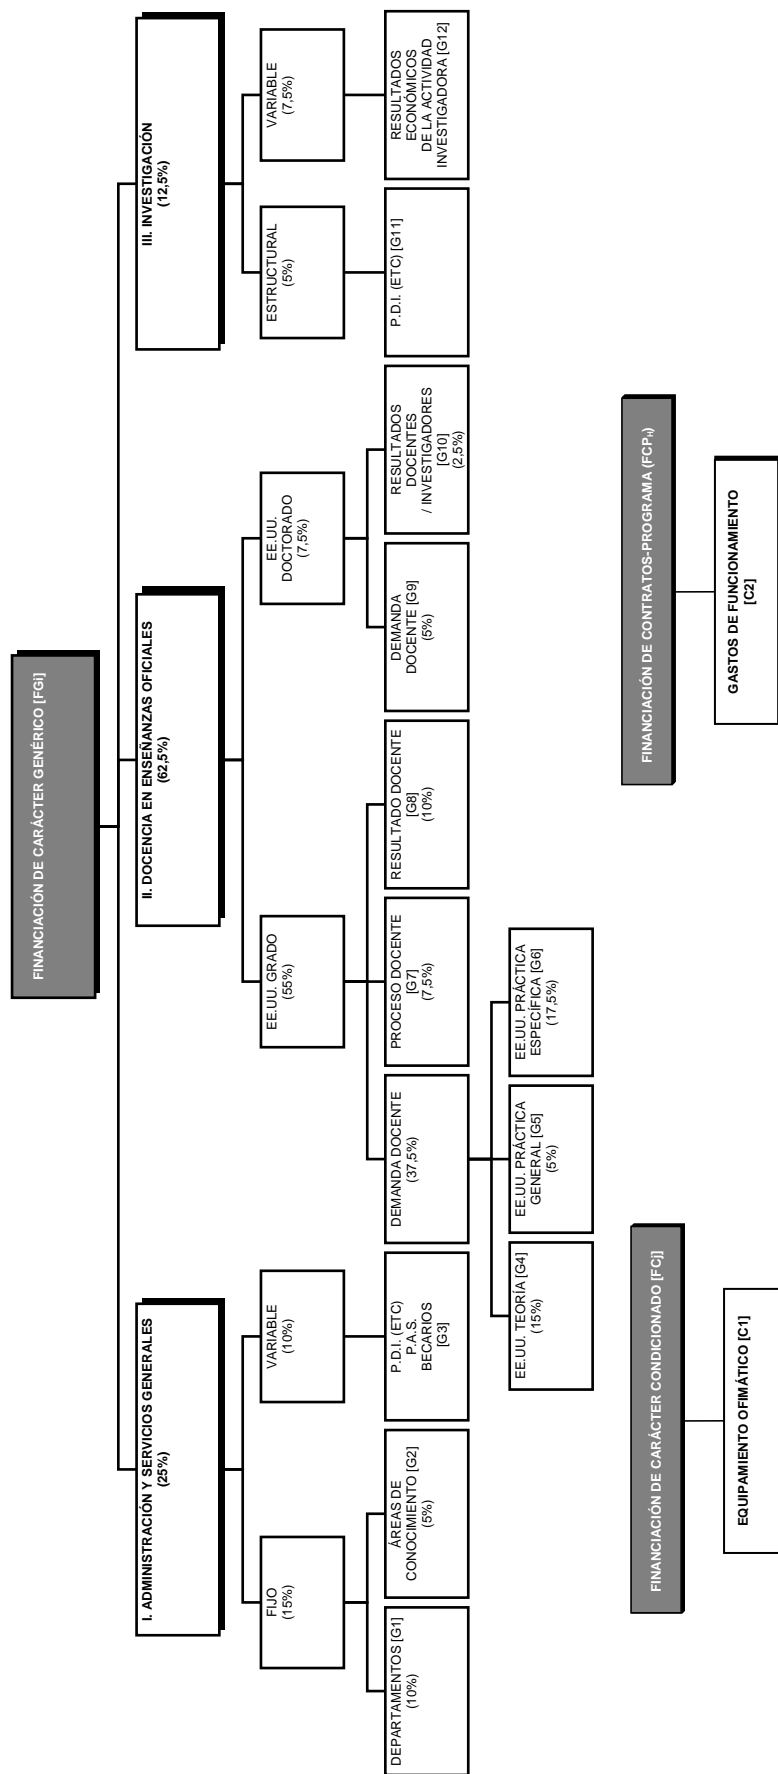 FINANCIACIÓN DE CARÁCTER GENÉRICO [FGi]
I. ADMINISTRACIÓN Y SERVICIOS GENERALES
(25%)
II. DOCENCIA EN ENSEÑANZAS OFICIALES
(62,5%)
III. INVESTIGACIÓN
(12,5%)
FIJO
(15%)
VARIABLE
(10%)
EE.UU. GRADO
(55%)
EE.UU.
DOCTORADO
(7,5%)
ESTRUCTURAL
(5%)
VARIABLE
(7,5%)
DEPARTAMENTOS [G1]
(10%)
ÁREAS DE
CONOCIMIENTO [G2]
(5%)
P.D.I. (ETC)
P.A.S.
BECARIOS
[G3]
DEMANDA DOCENTE
(37,5%)
PROCESO DOCENTE
[G7]
(7,5%)
RESULTADO DOCENTE
[G8]
(10%)
DEMANDA
DOCENTE [G9]
(5%)
RESULTADOS
DOCENTES
/ INVESTIGADORES
[G10]
(2,5%)
P.D.I. (ETC) [G11]
RESULTADOS
ECONÓMICOS
DE LA ACTIVIDAD
INVESTIGADORA [G12]
EE.UU. TEORÍA [G4]
(15%)
EE.UU. PRÁCTICA
GENERAL [G5]
(5%)
EE.UU. PRÁCTICA
ESPECÍFICA [G6]
(17,5%)
FINANCIACIÓN DE CARÁCTER CONDICIONADO [FCj]
EQUIPAMIENTO OFIMÁTICO [C1]
FINANCIACIÓN DE CONTRATOS-PROGRAMA (FCPH)
GASTOS DE FUNCIONAMIENTO
[C2]